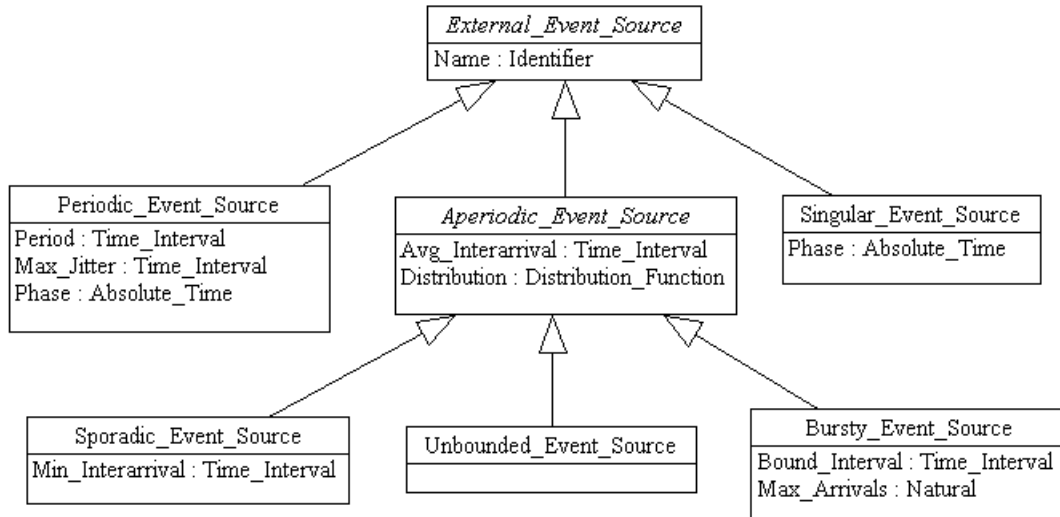 External_Event_Source
Name : Identifier
Periodic_Event_Source
Period : Time_Interval
Max_Jitter : Time_Interval
Phase : Absolute_Time
Aperiodic_Event_Source
Avg_Interarrival : Time_Interval
Distribution : Distribution_Function
Singular_Event_Source
Phase : Absolute_Time
Sporadic_Event_Source
Min_Interarrival : Time_Interval
Unbounded_Event_Source
Bursty_Event_Source
Bound_Interval : Time_Interval
Max_Arrivals : Natural